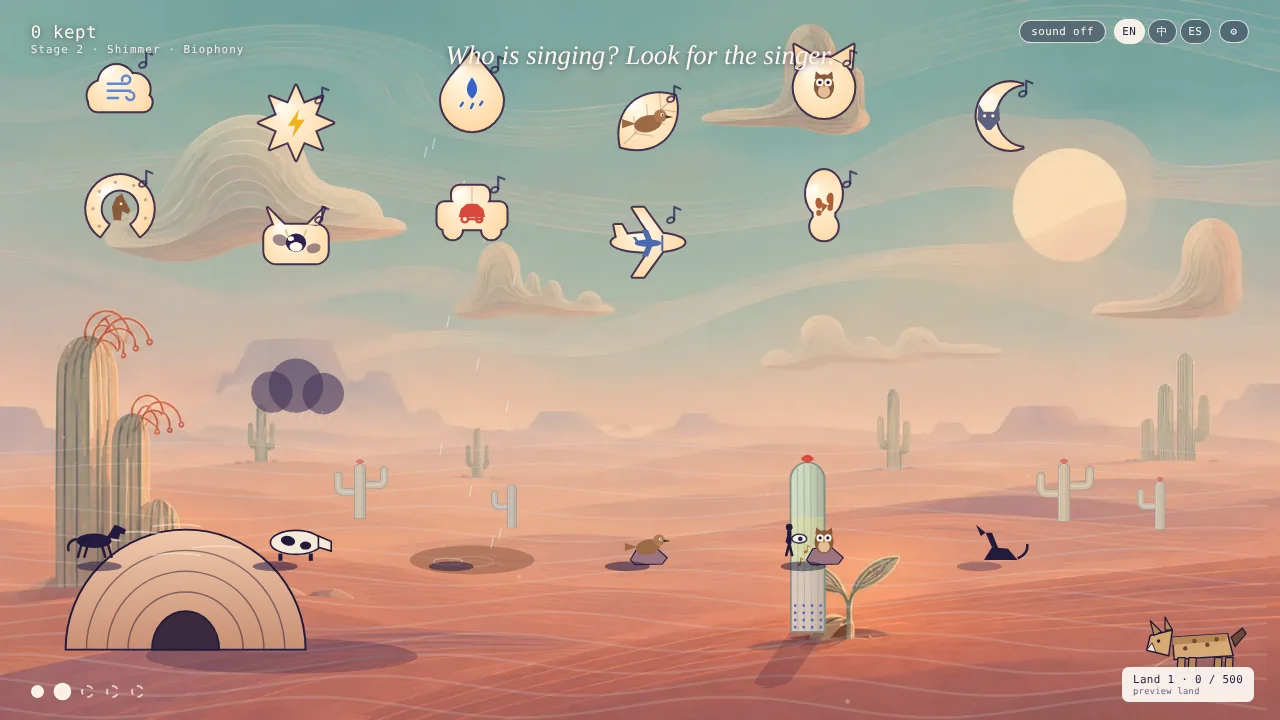 0 kept
Stage 2 · Shimmer · Biophony
Who is singing? Look for the singer.
sound off
EN
中
ES
Land 1 · 0 / 500
preview land